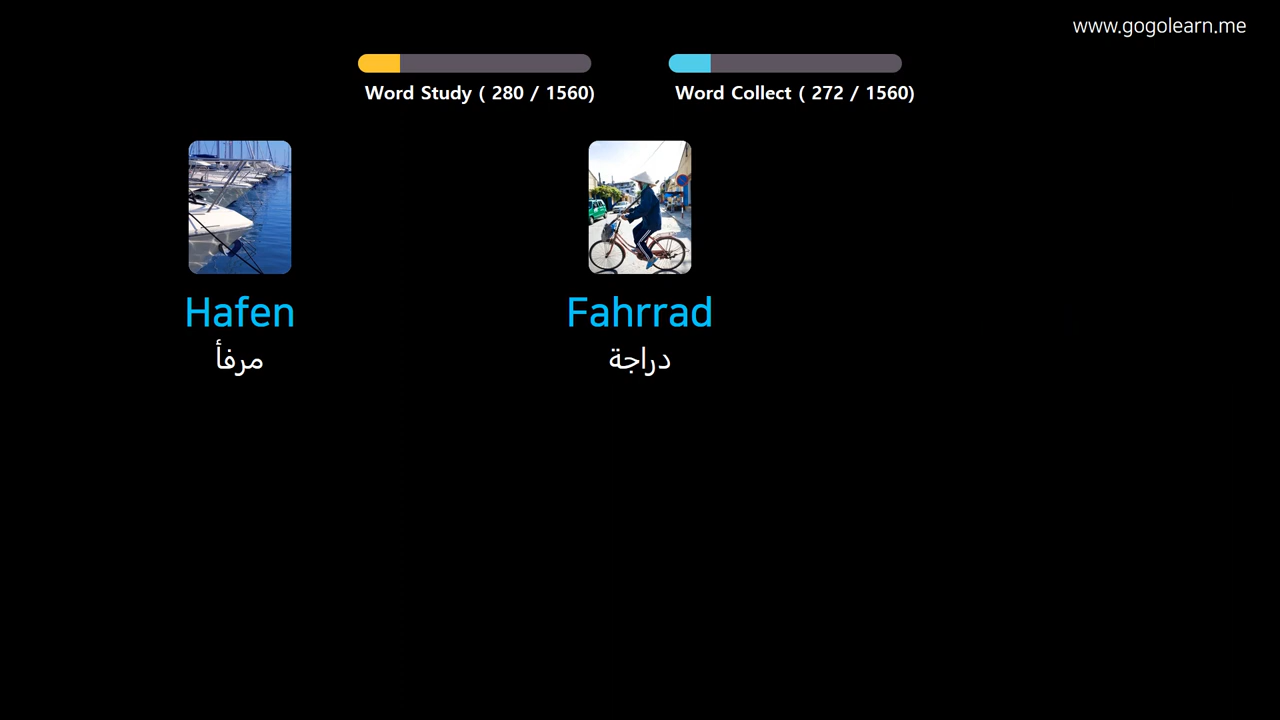 www.gogolearn.me
Word Study ( 280 / 1560)
Word Collect ( 272 / 1560)
Hafen
مرفأ
Fahrrad
دراجة